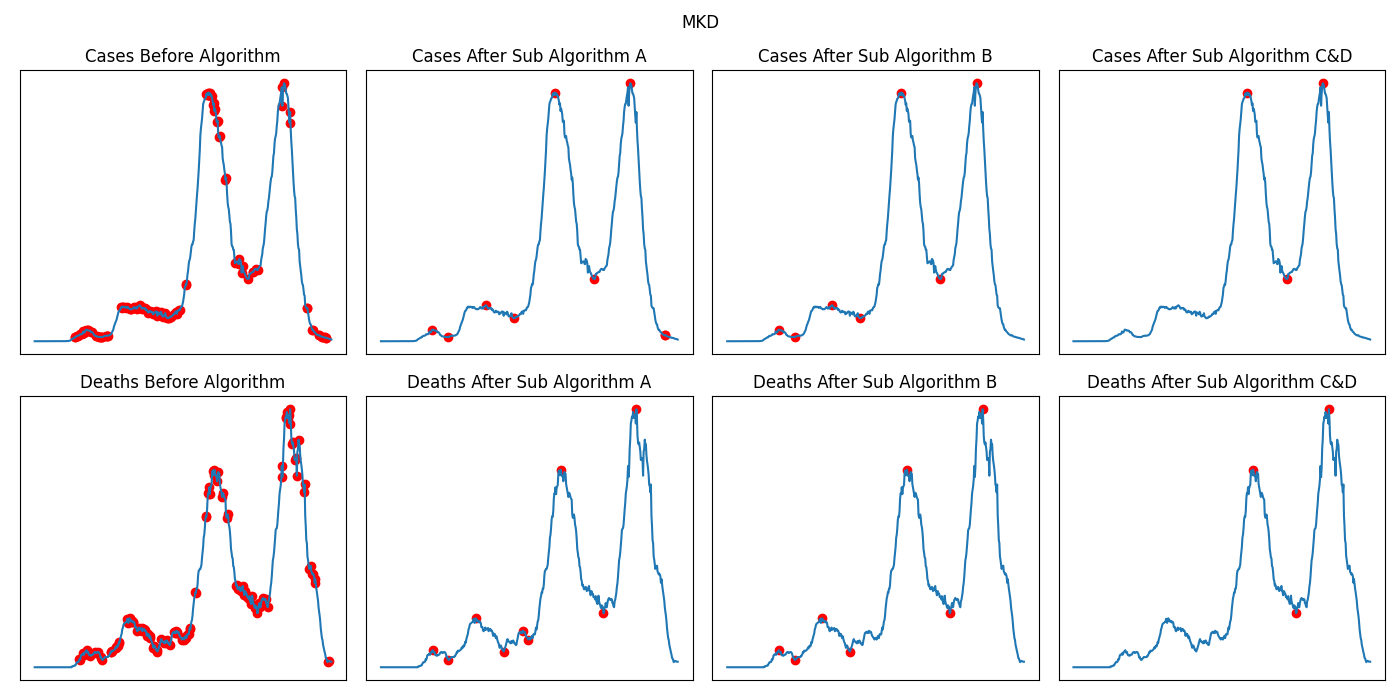 MKD
Cases Before Algorithm
Cases After Sub Algorithm A
Cases After Sub Algorithm B
Cases After Sub Algorithm C&D
Deaths Before Algorithm
Deaths After Sub Algorithm A
Deaths After Sub Algorithm B
Deaths After Sub Algorithm C&D